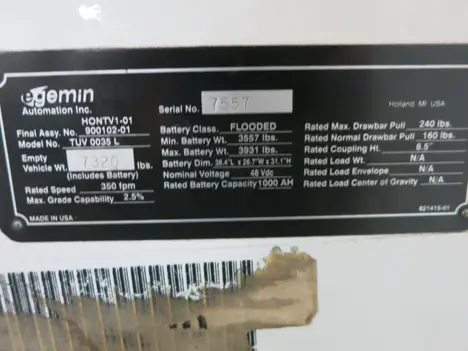 egemin
Automation Inc.
Serial No. 7557
Holland, MI USA
HONTV1-01
Final Assy. No. 900102-01
Model No. TUV 0035 L
Empty
Vehicle Wt. 7320 lbs.
(Includes Battery)
Rated Speed 350 fpm
Max. Grade Capability 2.5%
Battery Class. FLOODED
Min. Battery Wt. 3557 lbs.
Max. Battery Wt. 3931 lbs.
Battery Dim. 38.4"L x 26.7"W x 31.1"H
Nominal Voltage 48 Vdc
Rated Battery Capacity 1000 AH
Rated Max. Drawbar Pull 240 lbs.
Rated Normal Drawbar Pull 160 lbs.
Rated Coupling Ht. 8.5"
Rated Load Wt. N/A
Rated Load Envelope N/A
Rated Load Center of Gravity N/A
MADE IN USA
821415-01